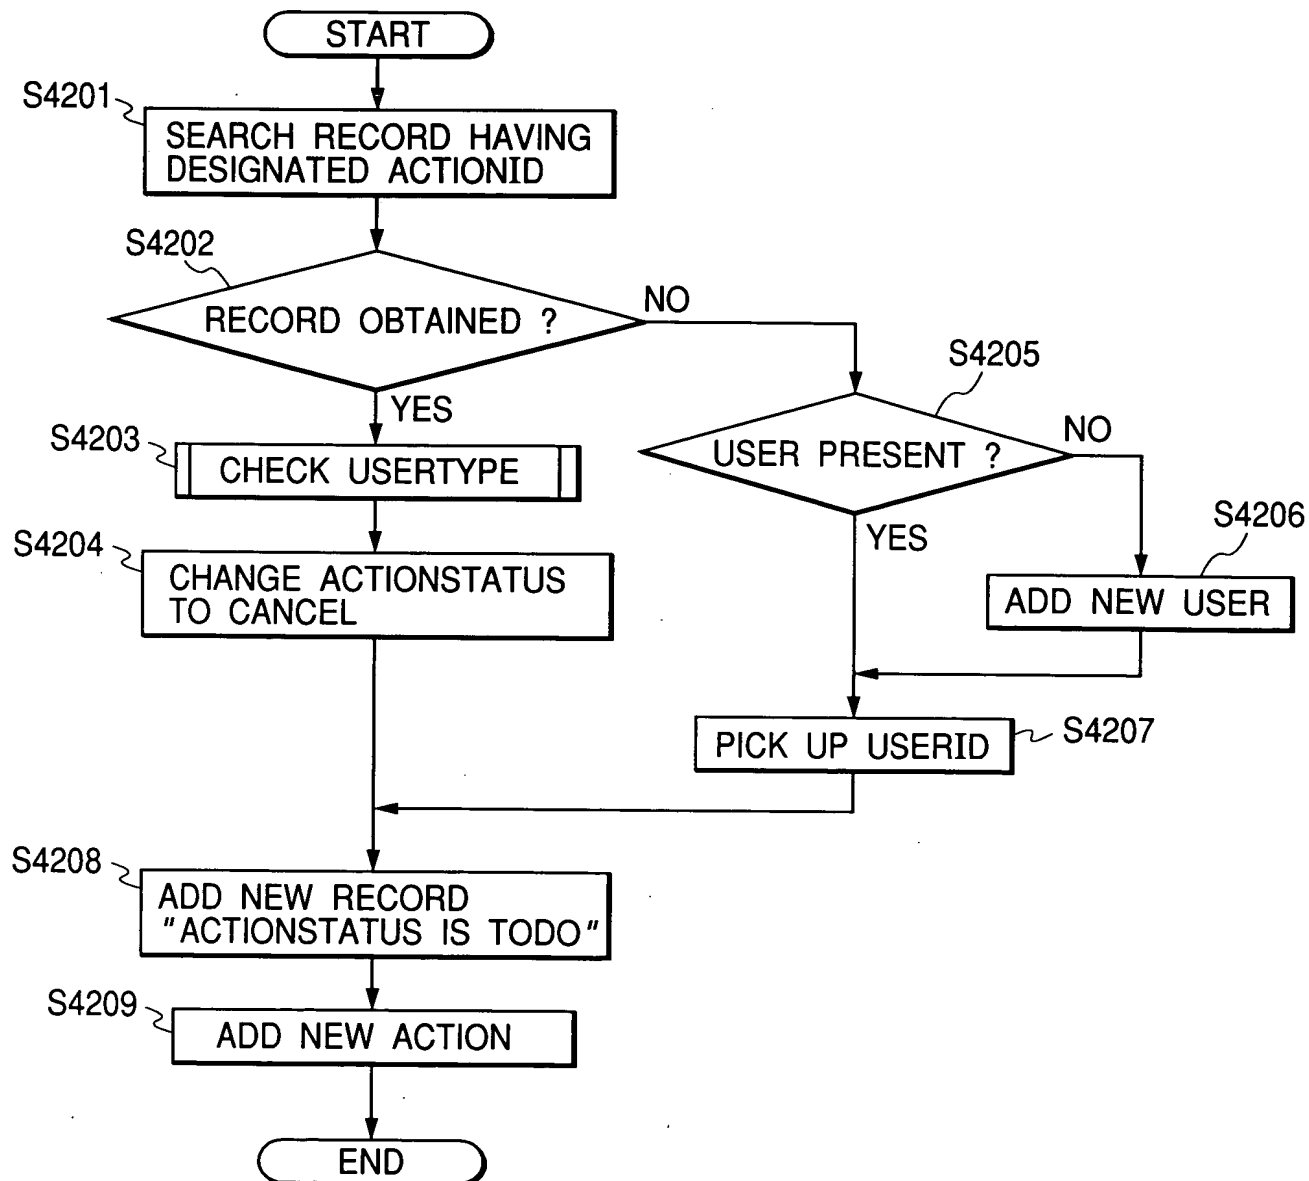 START
S4201
SEARCH RECORD HAVING
DESIGNATED ACTIONID
S4202
RECORD OBTAINED ?
NO
YES
S4205
USER PRESENT ?
NO
YES
S4203
CHECK USERTYPE
S4204
CHANGE ACTIONSTATUS
TO CANCEL
S4206
ADD NEW USER
PICK UP USERID
S4207
S4208
ADD NEW RECORD
"ACTIONSTATUS IS TODO"
S4209
ADD NEW ACTION
END